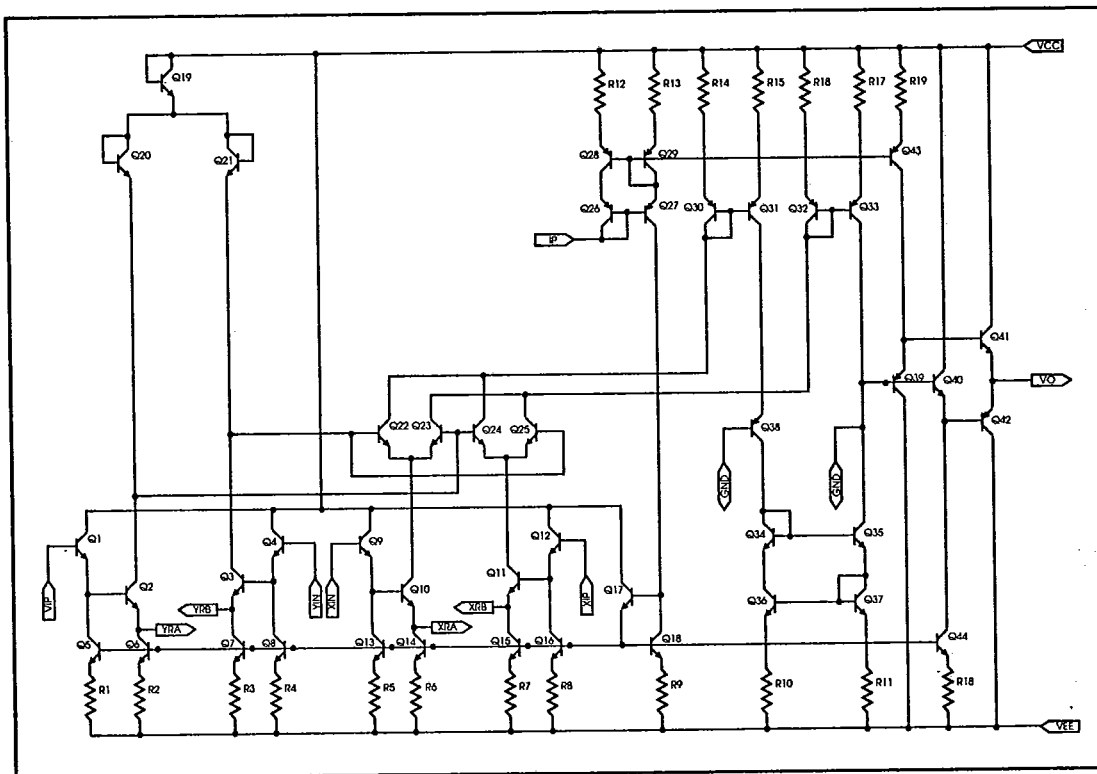 VCC
Q19
R12
R13
R14
R15
R18
R17
R19
Q20
Q21
Q28
Q29
Q43
Q26
Q27
Q30
Q31
Q32
Q33
IP
Q41
Q39
Q40
VO
Q22
Q23
Q24
Q25
Q38
Q42
GND
GND
Q1
Q4
Q9
Q12
Q34
Q35
Q2
Q3
Q10
Q11
Q17
VIP
YRB
YIN
XIN
XRB
XIP
Q36
Q37
YRA
XRA
Q5
Q6
Q7
Q8
Q13
Q14
Q15
Q16
Q18
Q44
R1
R2
R3
R4
R5
R6
R7
R8
R9
R10
R11
R18
VEE